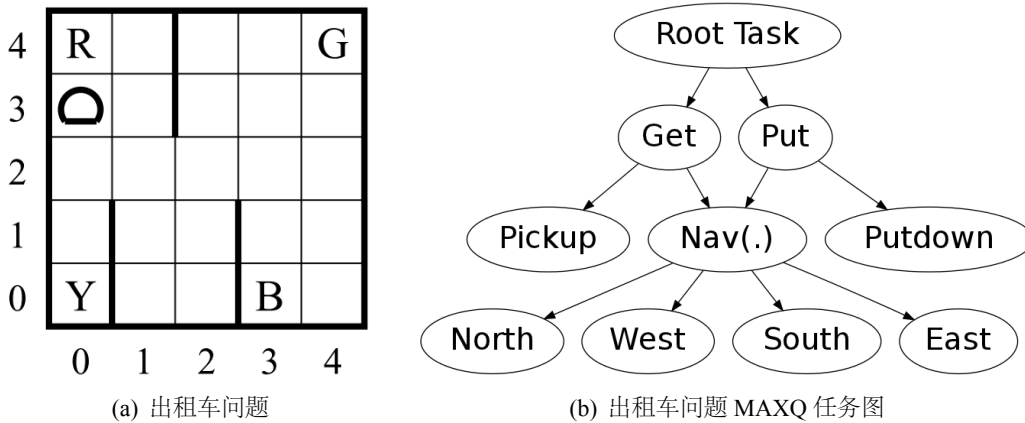 4 R G
3
2
1
0 Y B
0 1 2 3 4
(a) 出租车问题
Root Task
Get Put
Pickup Nav(.) Putdown
North West South East
(b) 出租车问题 MAXQ 任务图